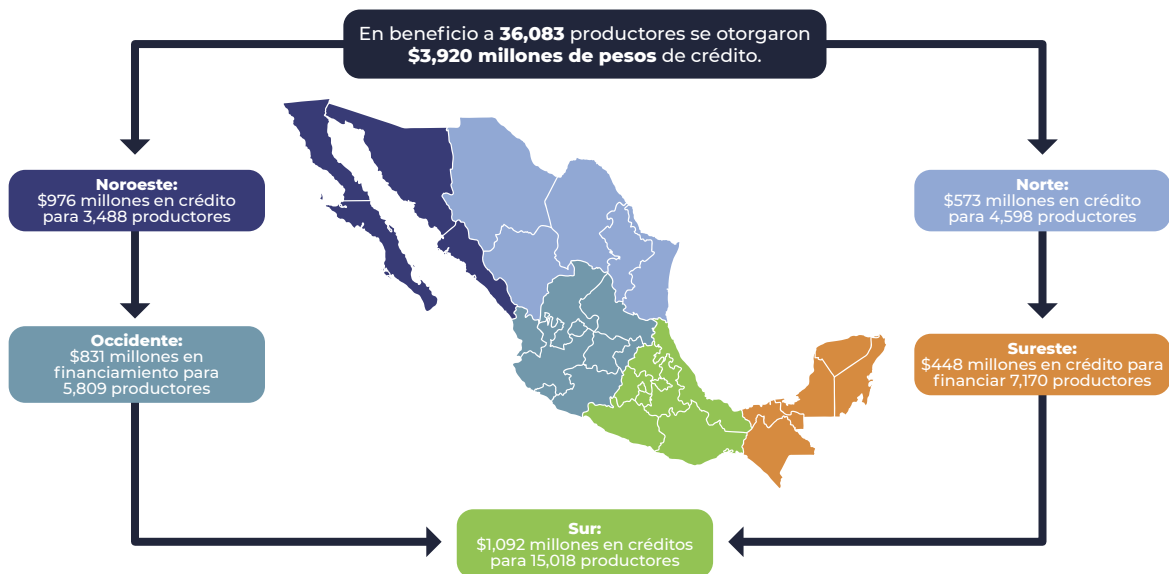 En beneficio a 36,083 productores se otorgaron
$3,920 millones de pesos de crédito.
Noroeste:
$976 millones en crédito
para 3,488 productores
Norte:
$573 millones en crédito
para 4,598 productores
Occidente:
$831 millones en
financiamiento para
5,809 productores
Sureste:
$448 millones en crédito para
financiar 7,170 productores
Sur:
$1,092 millones en créditos
para 15,018 productores